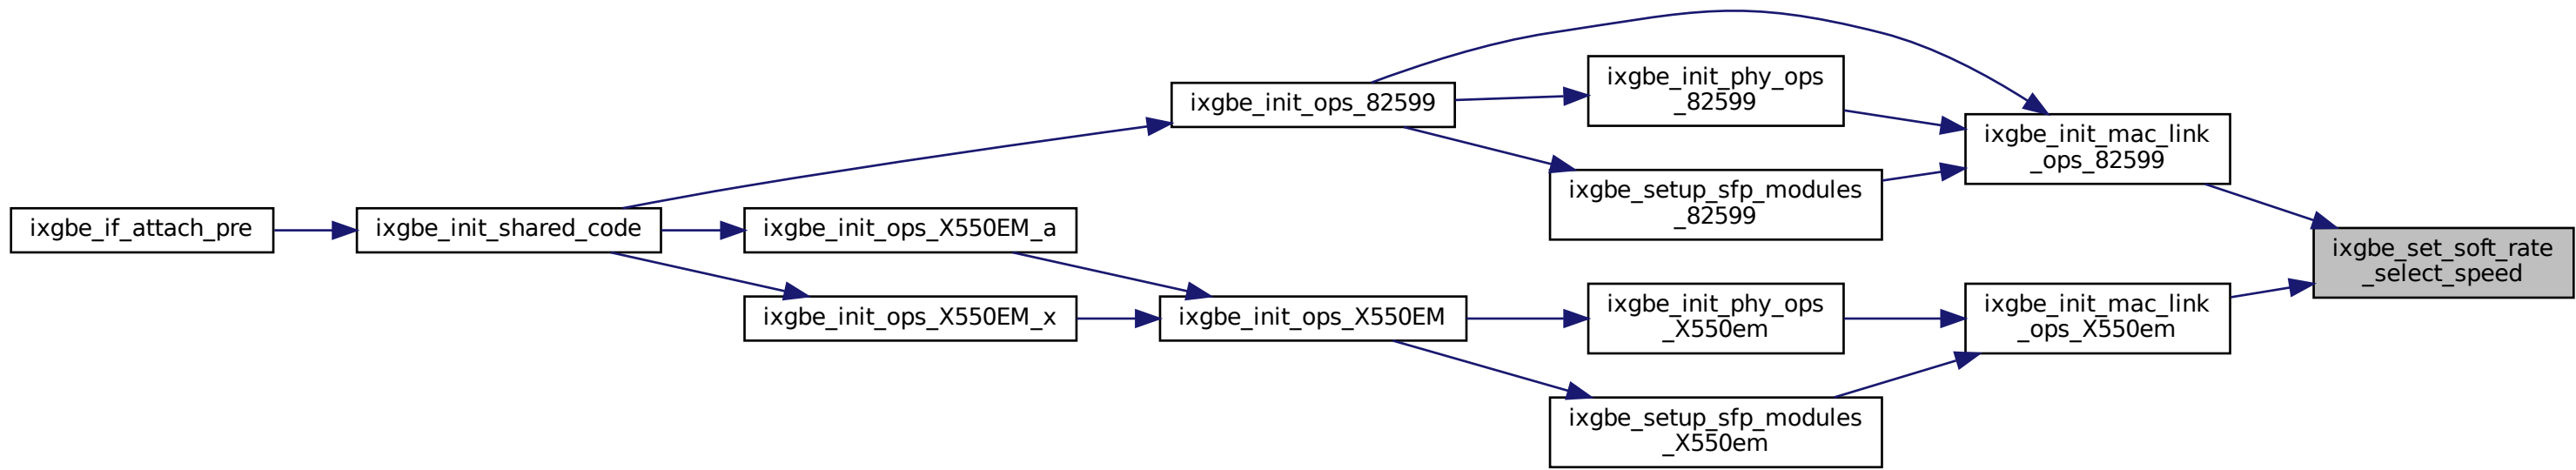 ixgbe_if_attach_pre
ixgbe_init_shared_code
ixgbe_init_ops_X550EM_a
ixgbe_init_ops_X550EM_x
ixgbe_init_ops_82599
ixgbe_init_ops_X550EM
ixgbe_init_phy_ops
_82599
ixgbe_setup_sfp_modules
_82599
ixgbe_init_phy_ops
_X550em
ixgbe_setup_sfp_modules
_X550em
ixgbe_init_mac_link
_ops_82599
ixgbe_init_mac_link
_ops_X550em
ixgbe_set_soft_rate
_select_speed